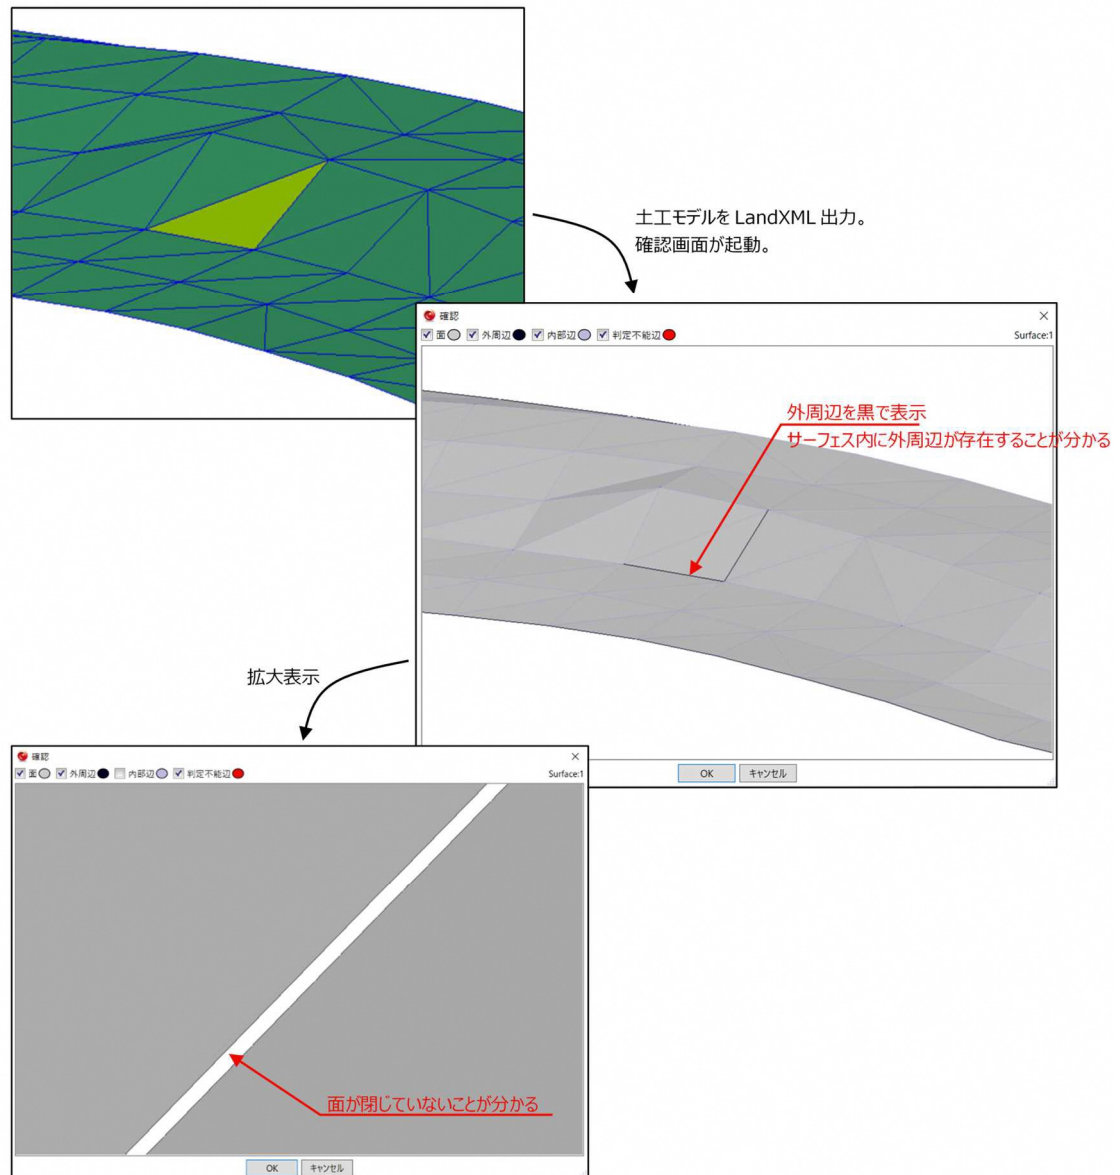 土工モデルを LandXML 出力。
確認画面が起動。
確認
面 外周辺 内部辺 判定不能辺 Surface:1
外周辺を黒で表示
サーフェス内に外周辺が存在することが分かる
OK キャンセル
拡大表示
確認
面 外周辺 内部辺 判定不能辺 Surface:1
面が閉じていないことが分かる
OK キャンセル